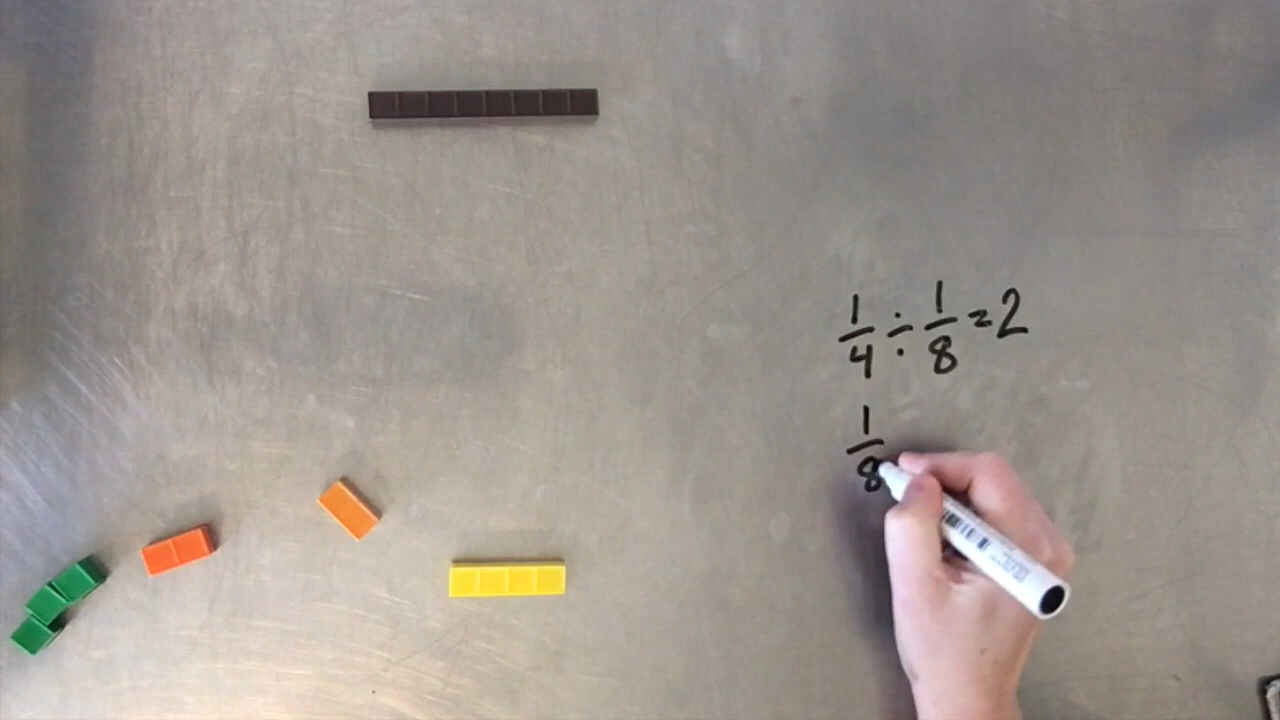 1/4 ÷ 1/8 = 2
1/8